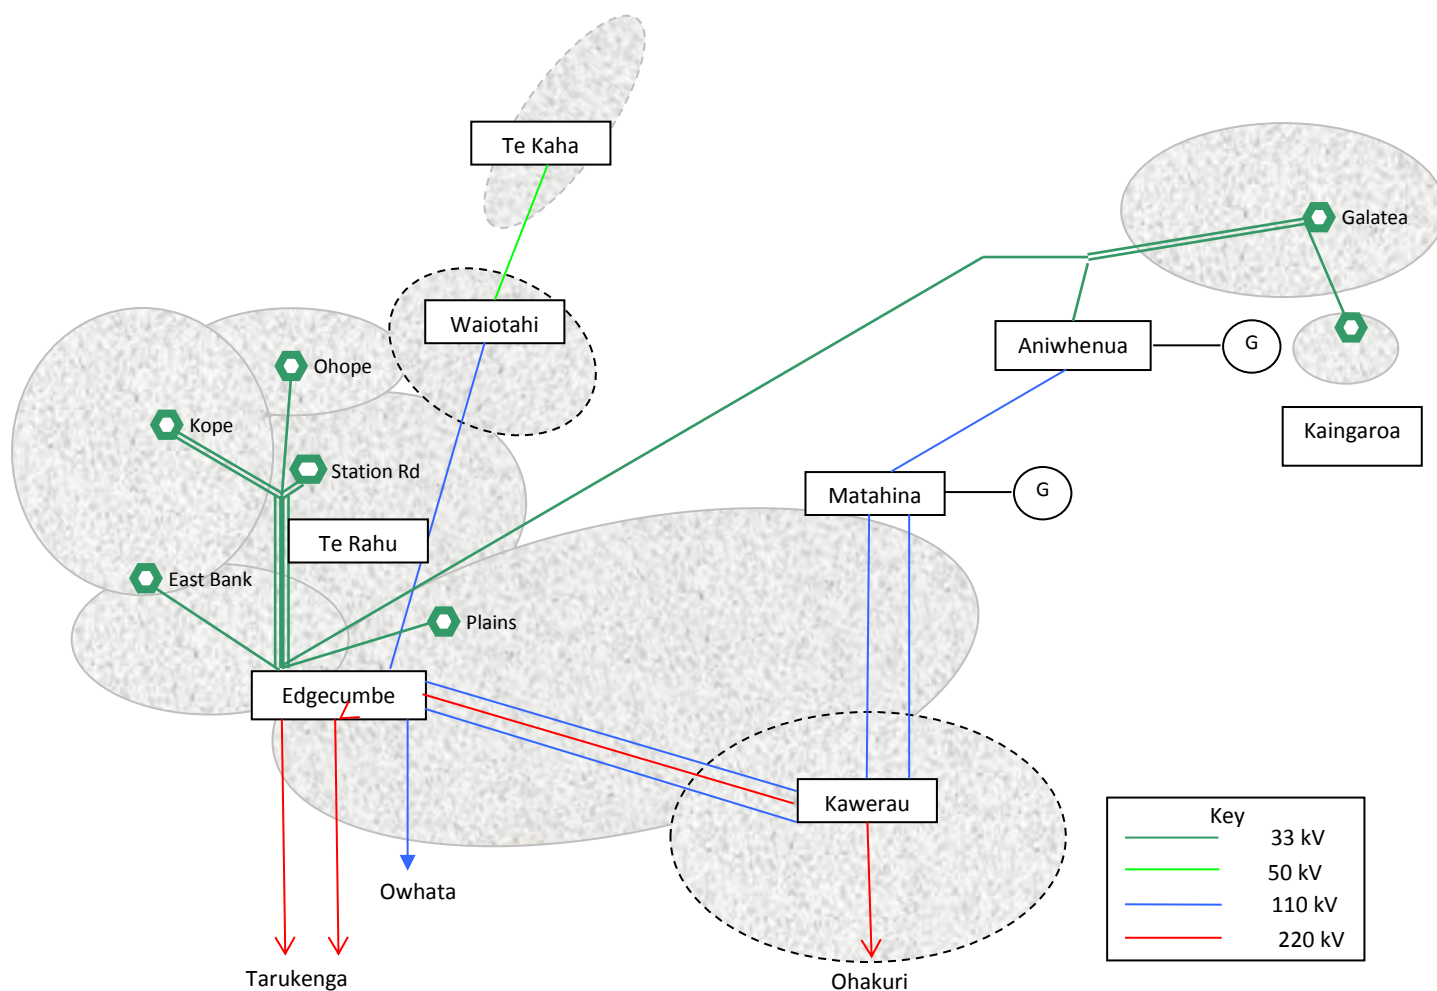 Te Kaha
Galatea
Waiotahi
Aniwhenua
G
Ohope
Kope
Kaingaroa
Station Rd
Matahina
G
Te Rahu
East Bank
Plains
Edgecumbe
Kawerau
Key
33 kV
50 kV
110 kV
220 kV
Owhata
Tarukenga
Ohakuri